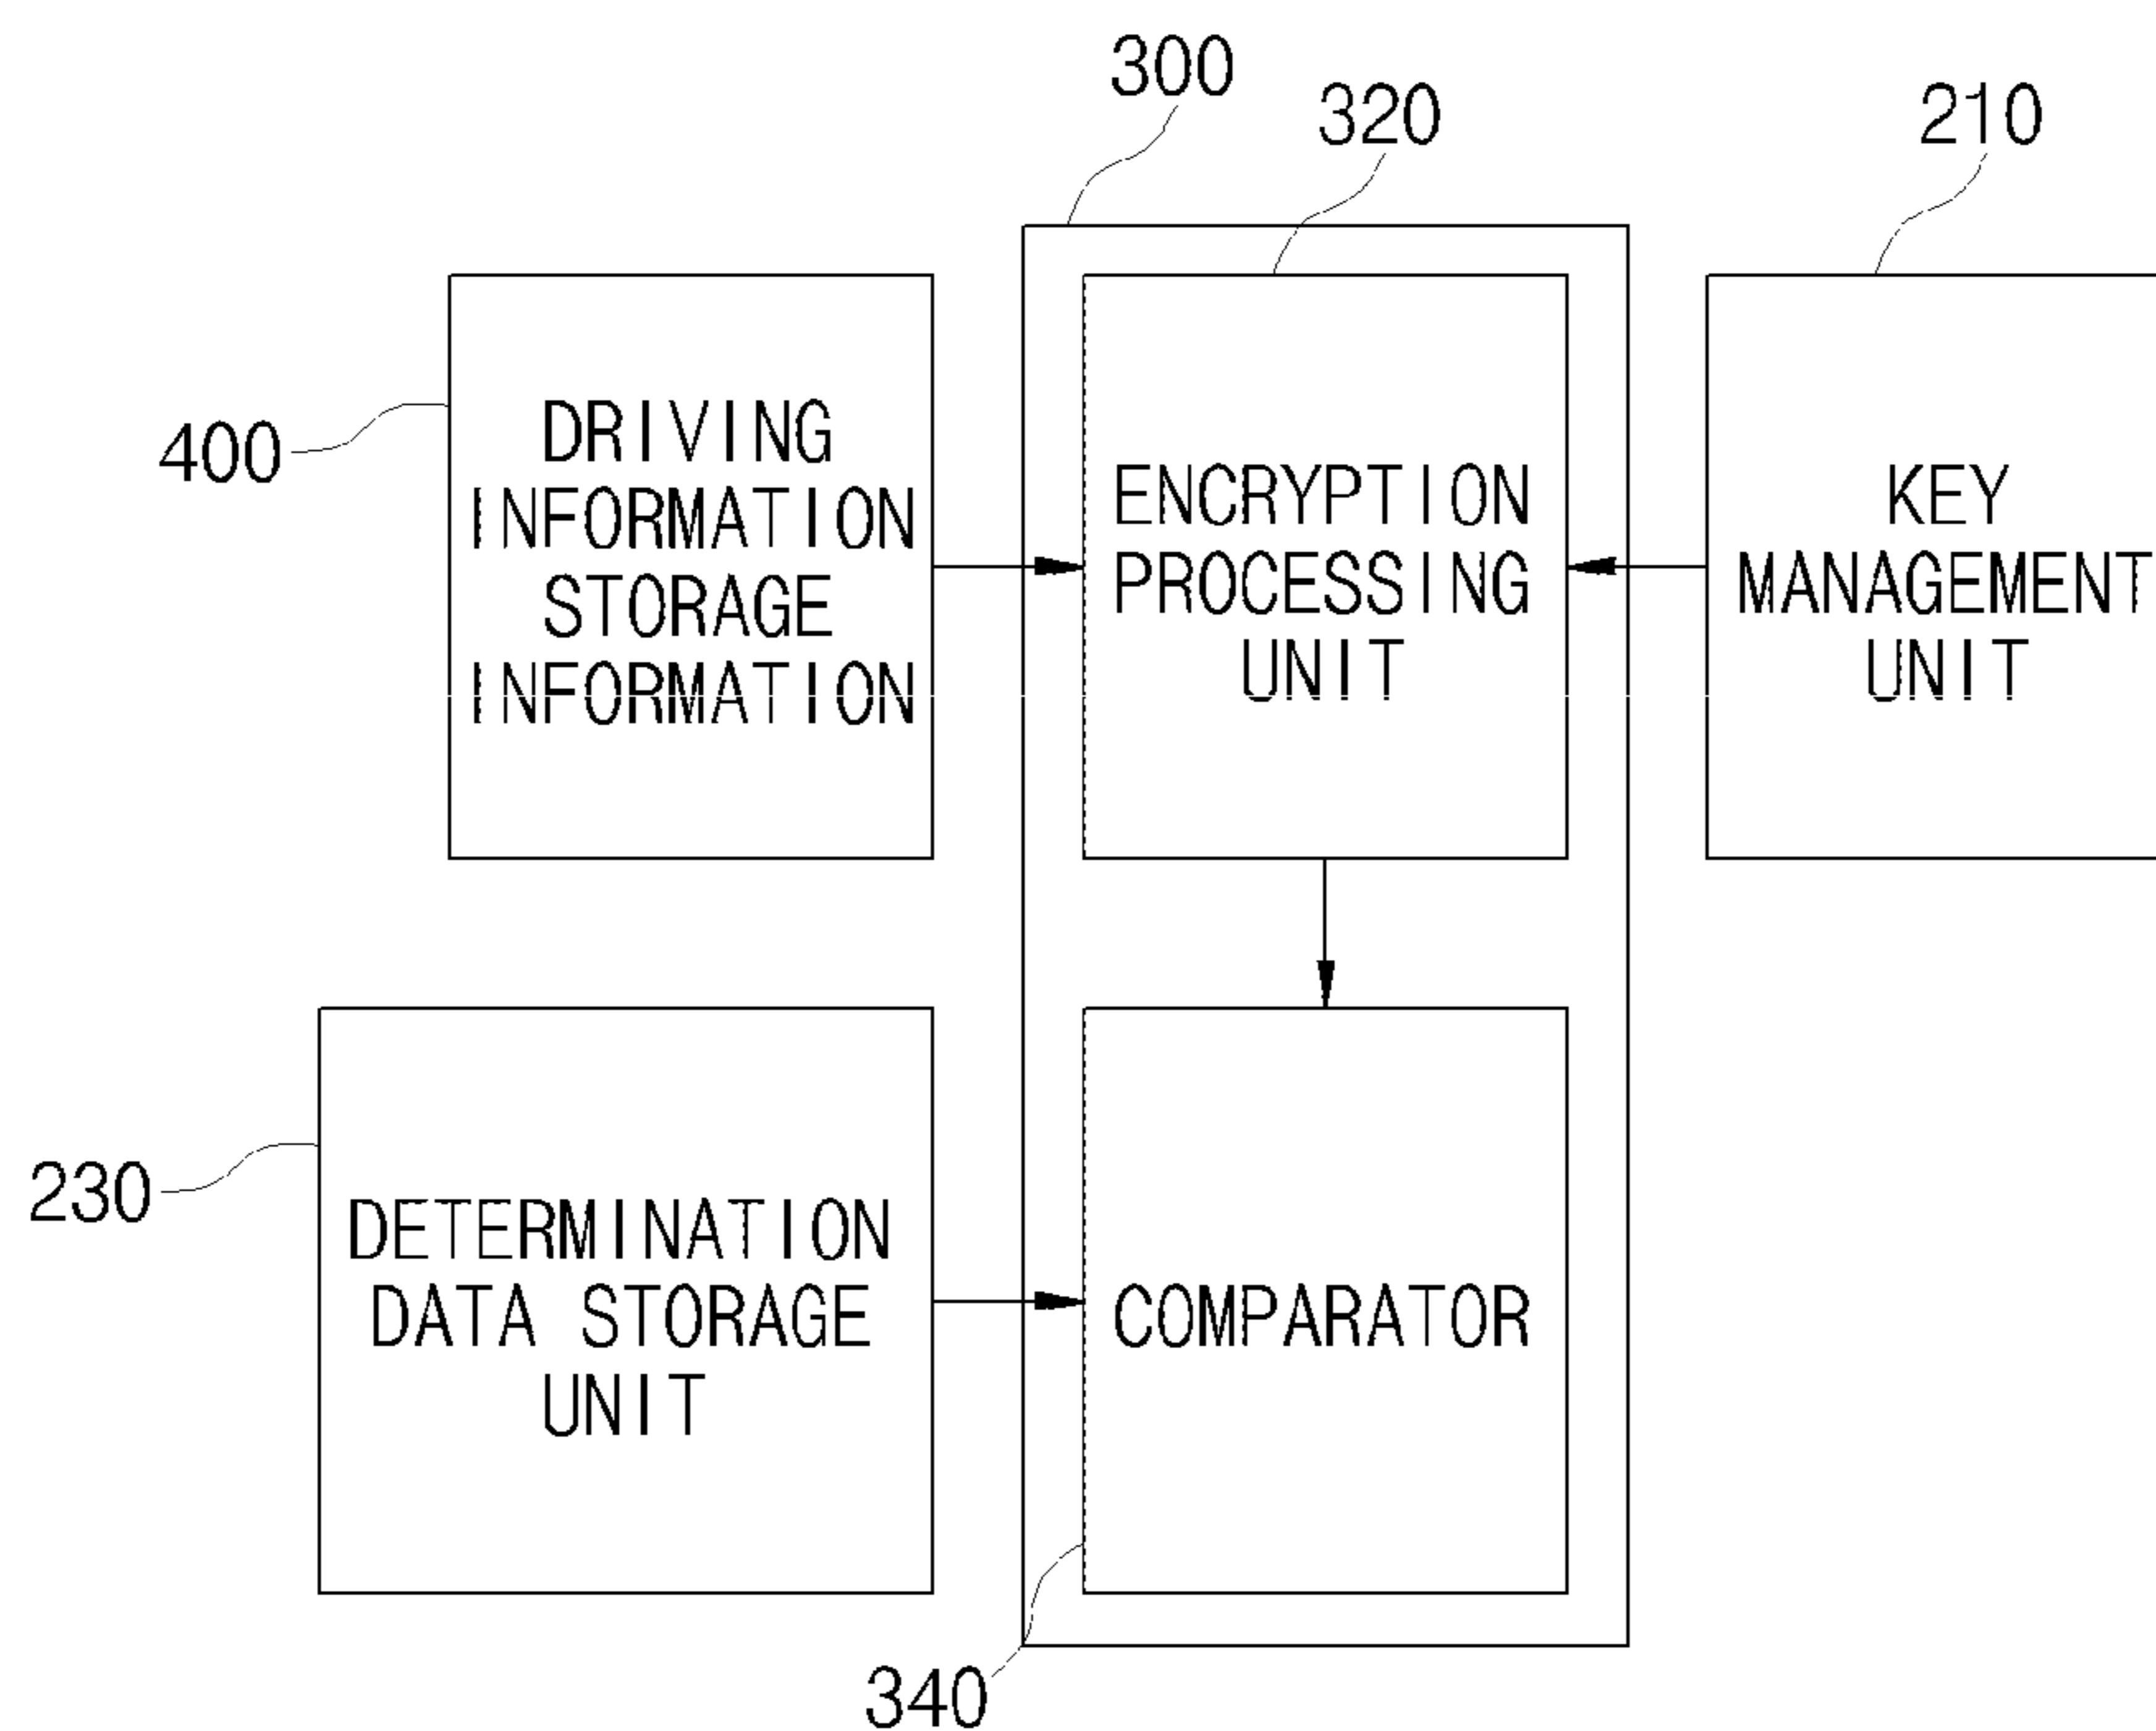 300
320
210
400
DRIVING
INFORMATION
STORAGE
INFORMATION
ENCRYPTION
PROCESSING
UNIT
KEY
MANAGEMENT
UNIT
230
DETERMINATION
DATA STORAGE
UNIT
COMPARATOR
340